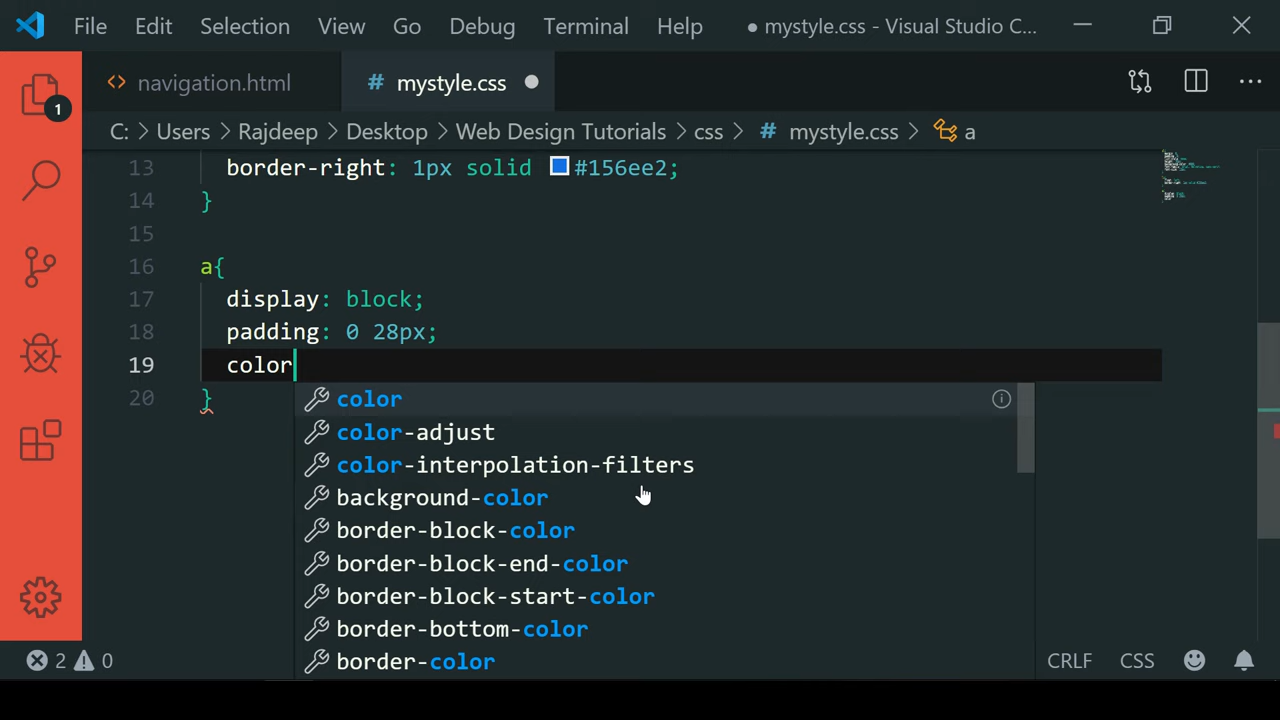 File Edit Selection View Go Debug Terminal Help ● mystyle.css - Visual Studio C...
<> navigation.html # mystyle.css ●
1
C: > Users > Rajdeep > Desktop > Web Design Tutorials > css > # mystyle.css > a
13 border-right: 1px solid #156ee2;
14 }
15
16 a{
17 display: block;
18 padding: 0 28px;
19 color
20 }
color
color-adjust
color-interpolation-filters
background-color
border-block-color
border-block-end-color
border-block-start-color
border-bottom-color
border-color
2 0 CRLF CSS